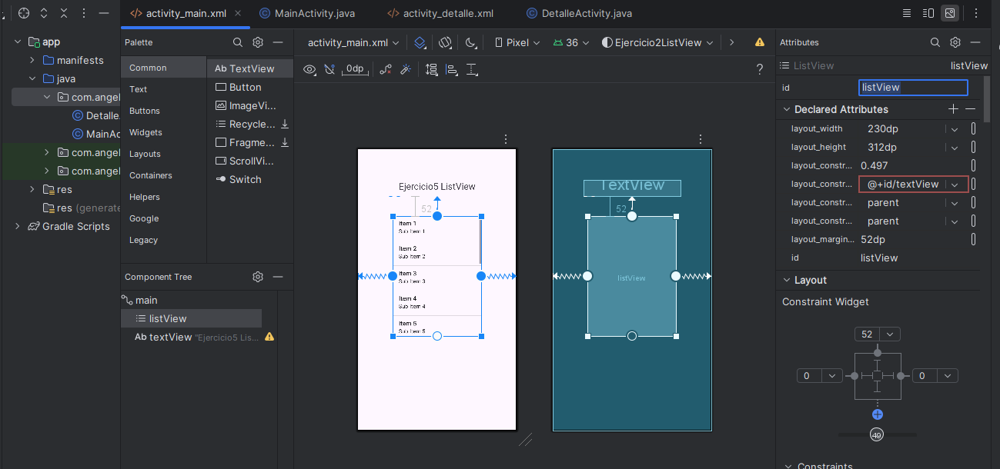 activity_main.xml
MainActivity.java
activity_detalle.xml
DetalleActivity.java
app
manifests
java
com.angel
Detalle
MainAc
com.angel
com.angel
res
res (generate
Gradle Scripts
Palette
Common
Text
Buttons
Widgets
Layouts
Containers
Helpers
Google
Legacy
Ab TextView
Button
ImageVi...
Recycle...
Fragme...
ScrollVi...
Switch
Component Tree
main
listView
Ab textView "Ejercicio5 Lis...
activity_main.xml
Pixel
36
Ejercicio2ListView
0dp
?
Ejercicio5 ListView
52
Item 1
Sub Item 1
Item 2
Sub Item 2
Item 3
Sub Item 3
Item 4
Sub Item 4
Item 5
Sub Item 5
TextView
52
listView
Attributes
ListView listView
id listView
Declared Attributes
layout_width 230dp
layout_height 312dp
layout_constr... 0.497
layout_constr... @+id/textView
layout_constr... parent
layout_constr... parent
layout_margin... 52dp
id listView
Layout
Constraint Widget
52
0
0
49
Constraints